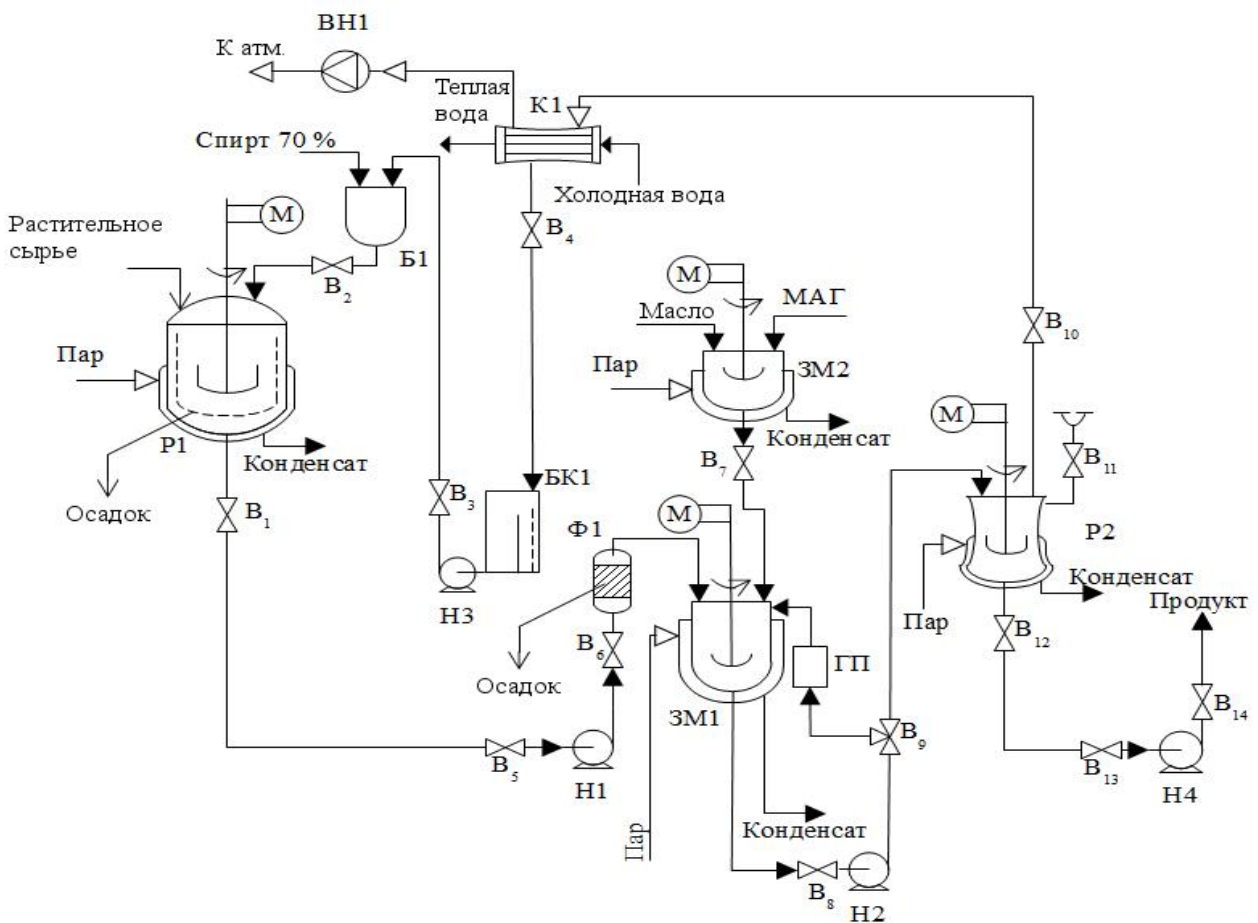 ВН1
К атм.
Теплая
вода
К1
Спирт 70 %
Холодная вода
М
Растительное
сырье
Б1
В2
В4
М
МАГ
Масло
В10
Пар
ЗМ2
Пар
М
Р1
Конденсат
Конденсат
В7
В11
БК1
В3
Осадок
В1
Ф1
М
Р2
Пар
Конденсат
Продукт
Н3
Пар
В12
В6
ГП
Осадок
ЗМ1
В9
В14
В5
В13
Н1
Н4
Пар
Конденсат
В8
Н2